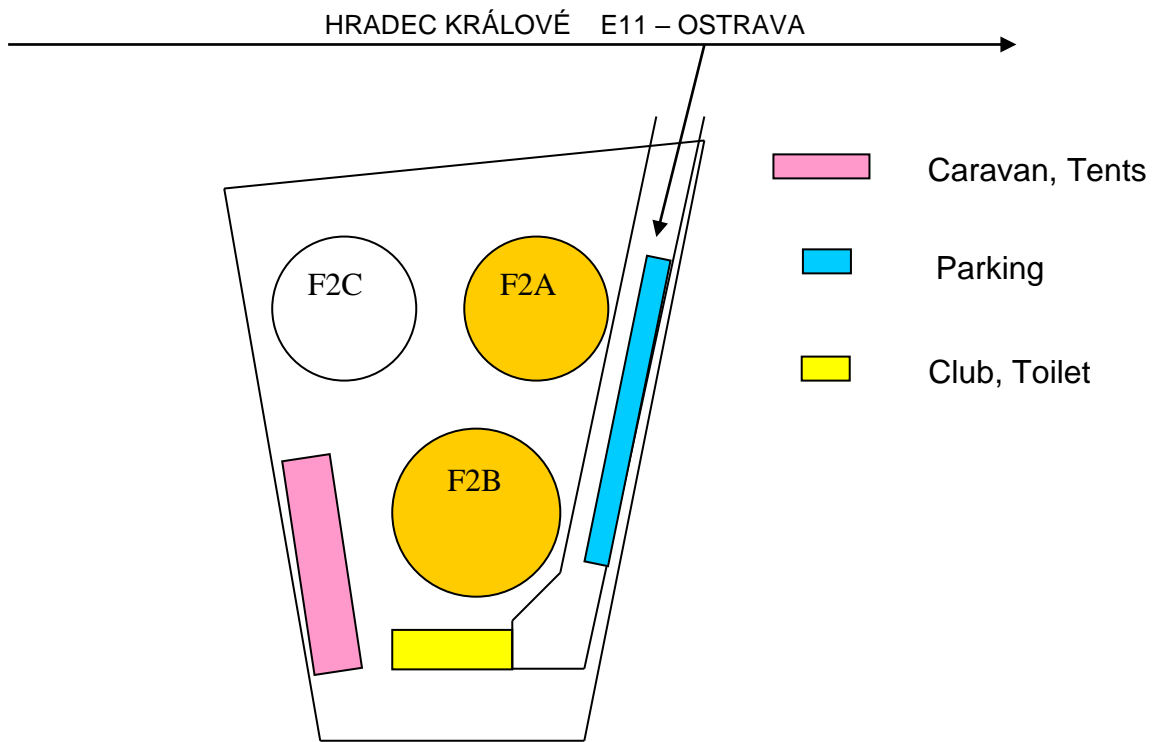 HRADEC KRÁLOVÉ E11 – OSTRAVA
Caravan, Tents
F2C
F2A
Parking
Club, Toilet
F2B